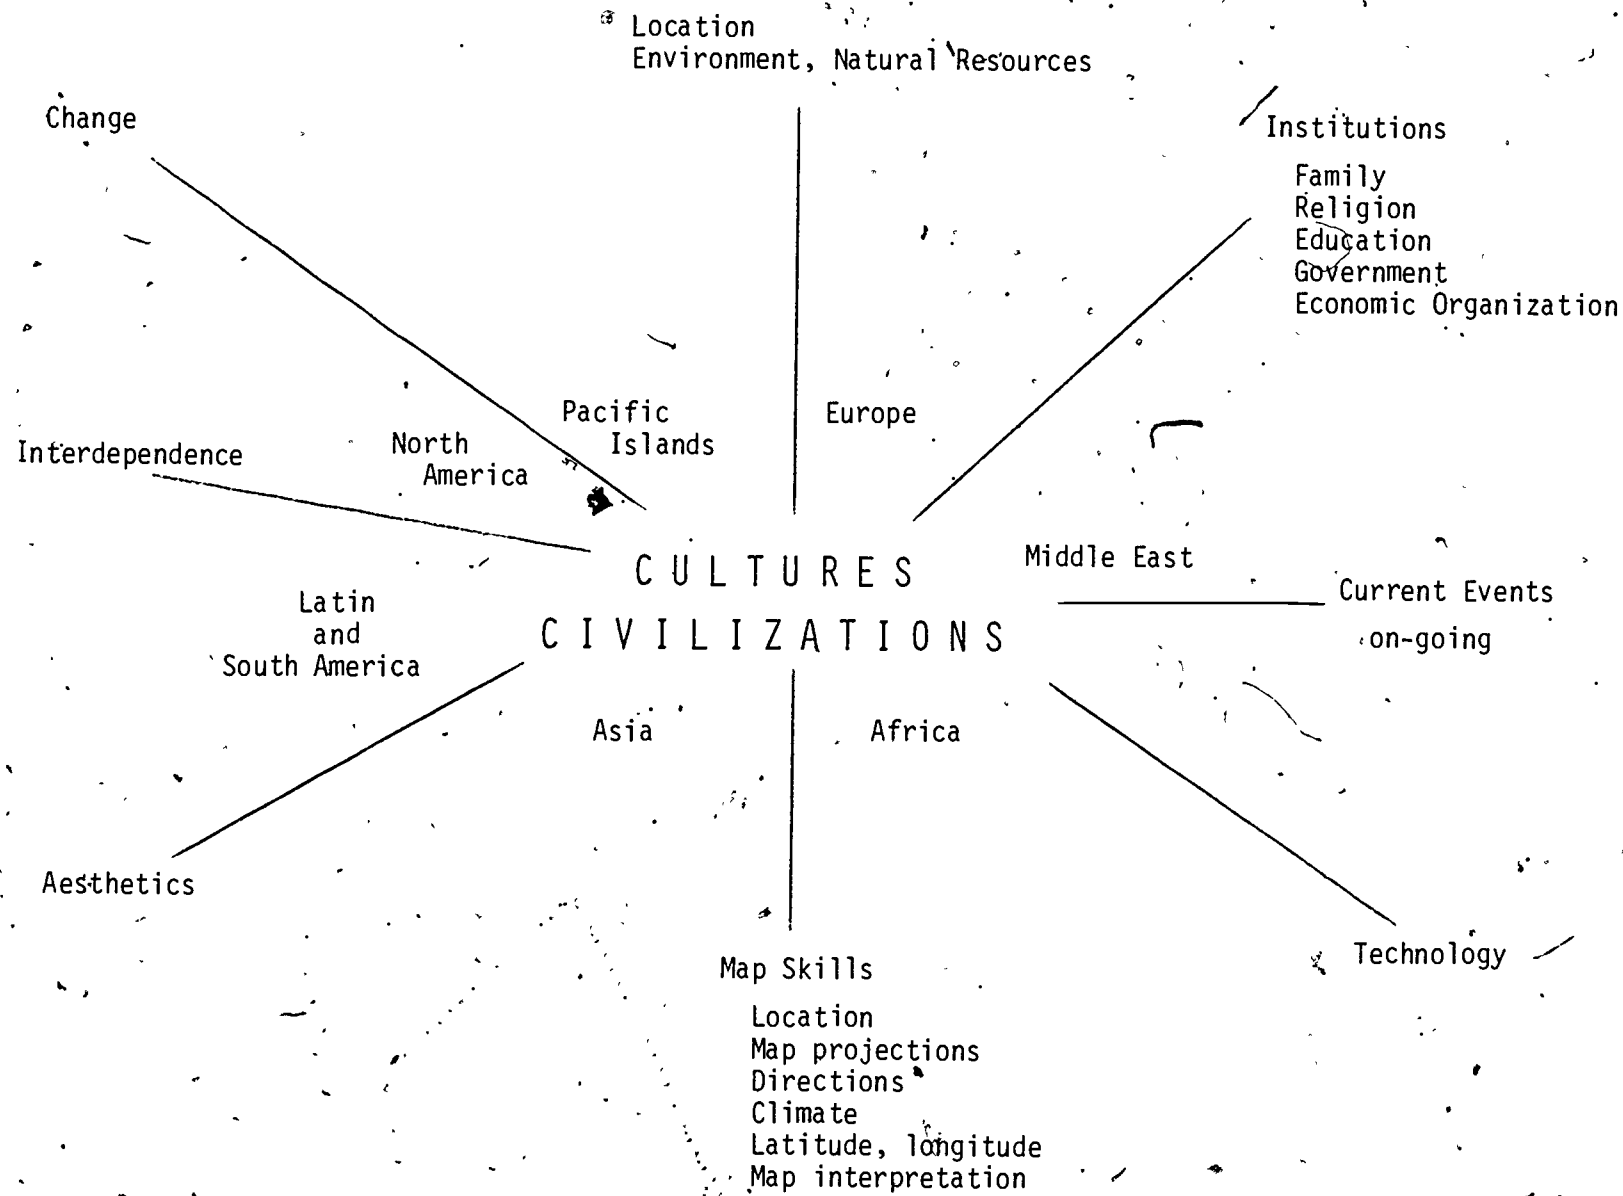 Location
Environment, Natural Resources
Change
Institutions
Family
Religion
Education
Government
Economic Organization
Pacific
Islands
Europe
North
America
Interdependence
CULTURES
CIVILIZATIONS
Middle East
Current Events
on-going
Latin
and
South America
Asia
Africa
Aesthetics
Technology
Map Skills
Location
Map projections
Directions
Climate
Latitude, longitude
Map interpretation